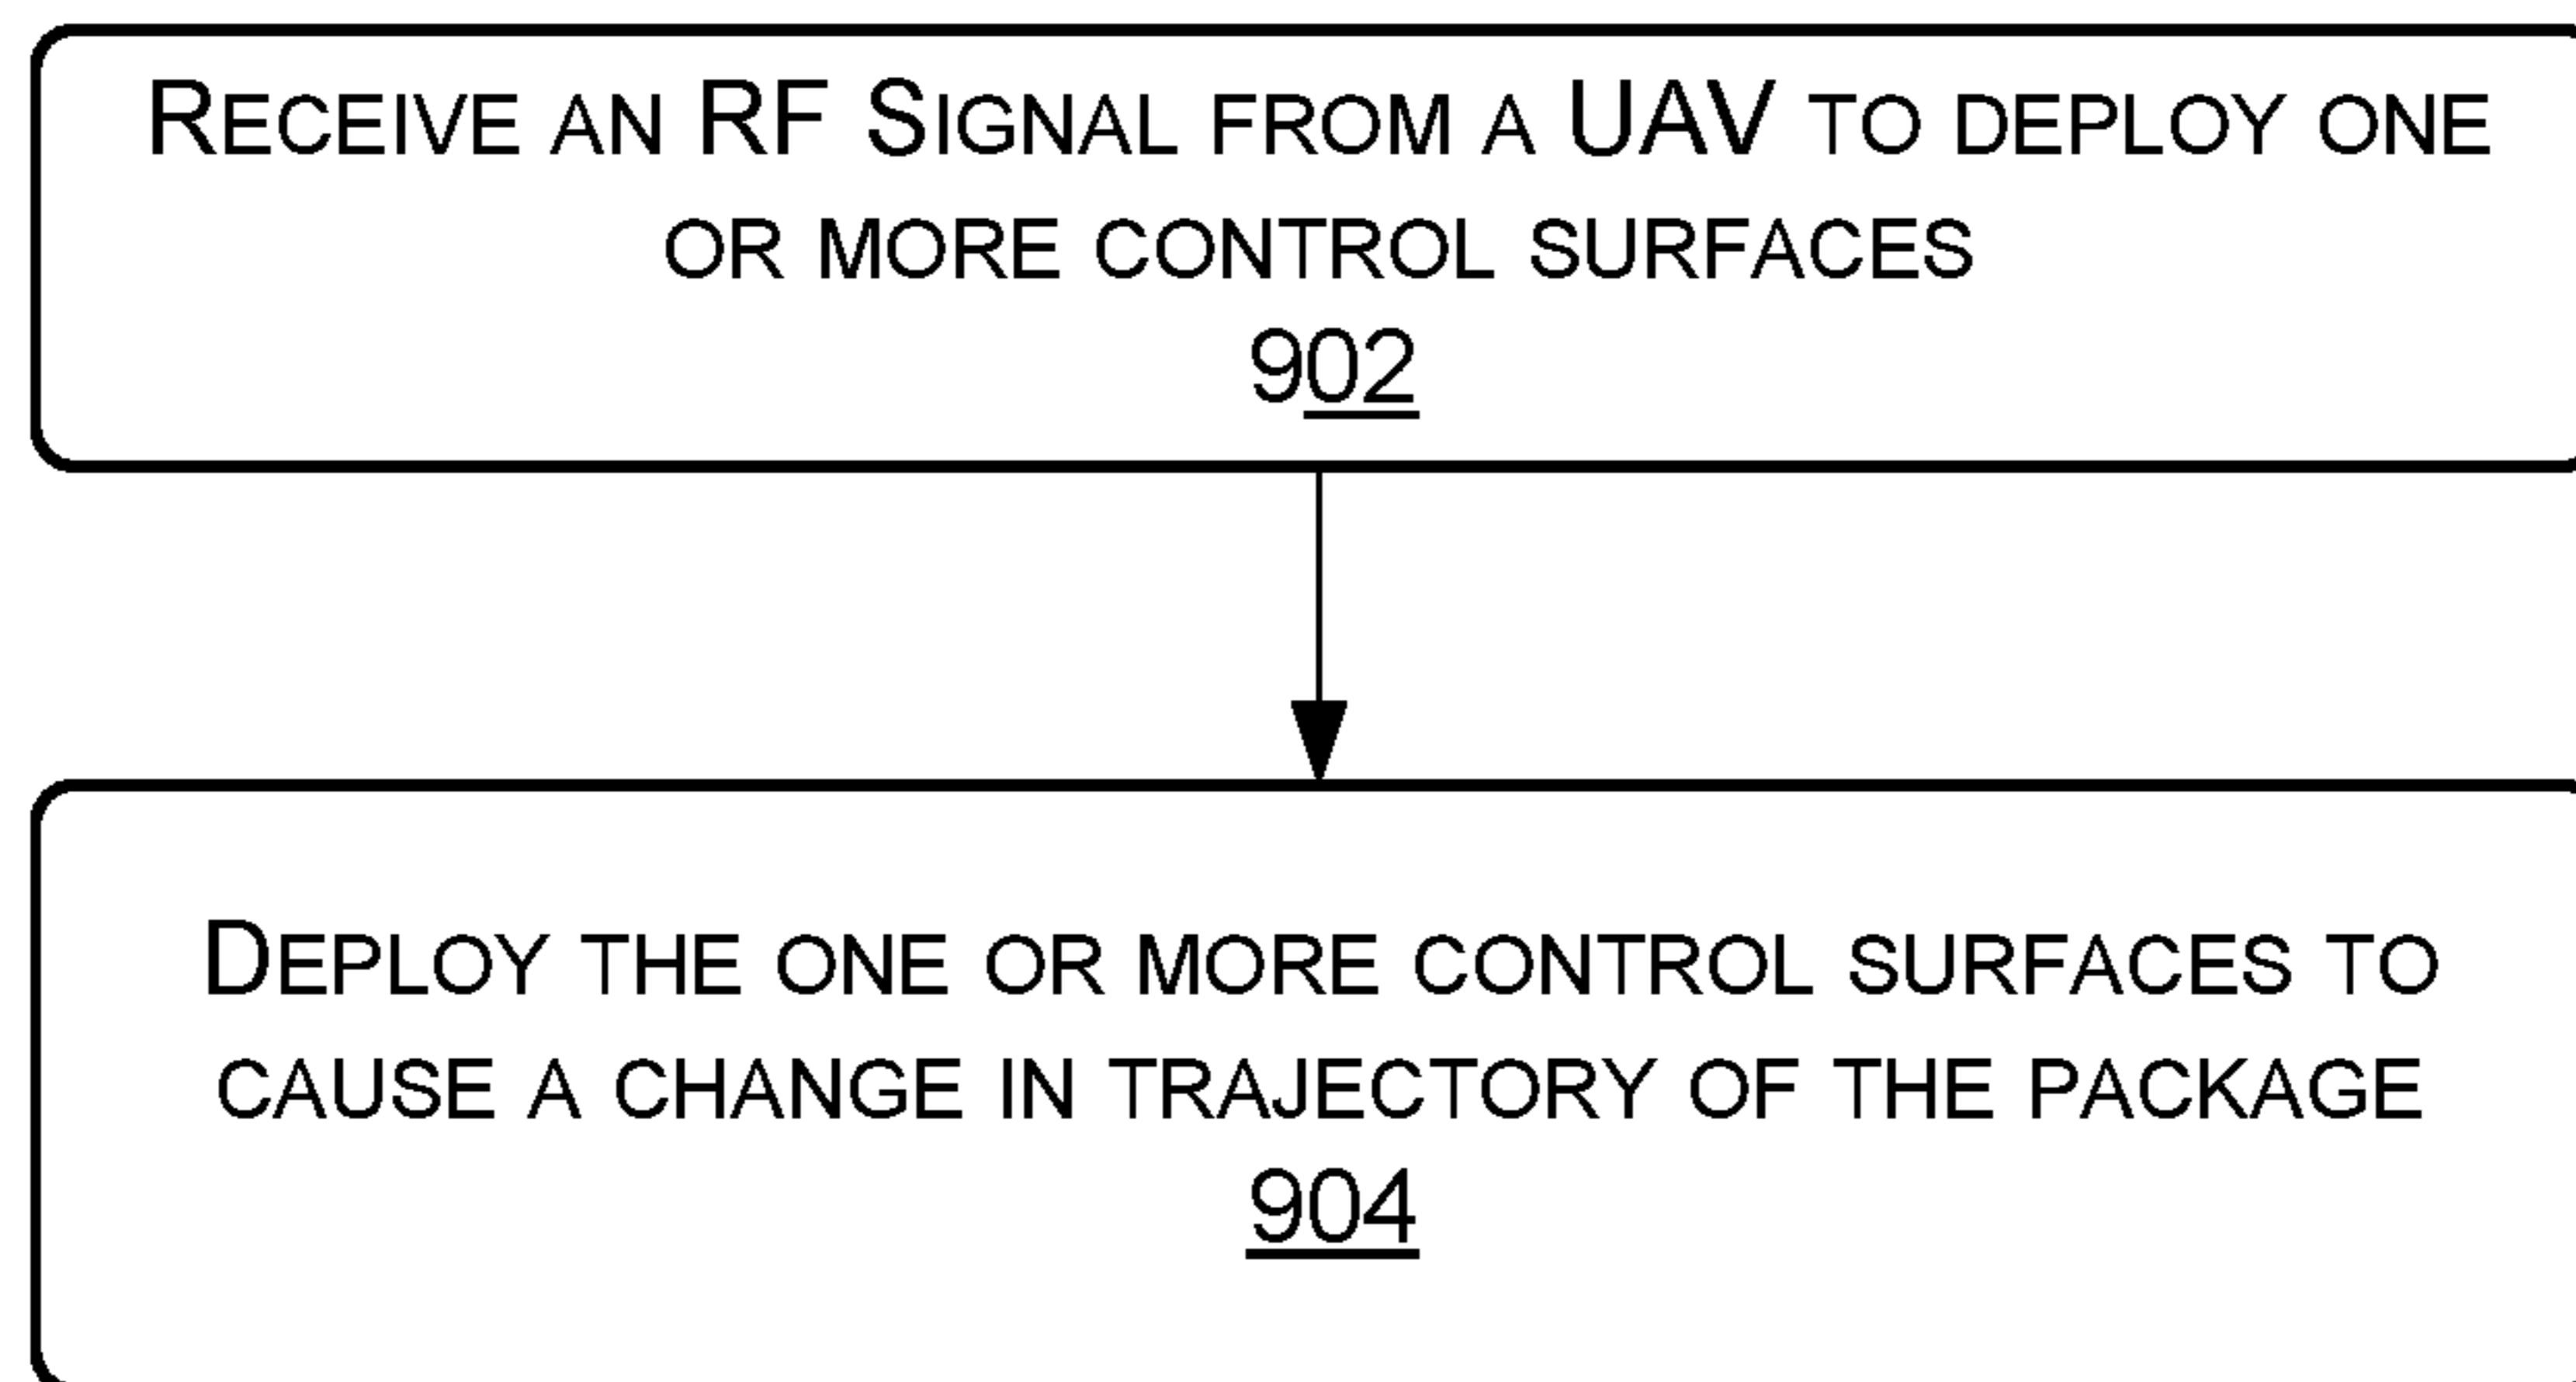 Receive an RF Signal from a UAV to deploy one
or more control surfaces
902
Deploy the one or more control surfaces to
cause a change in trajectory of the package
904